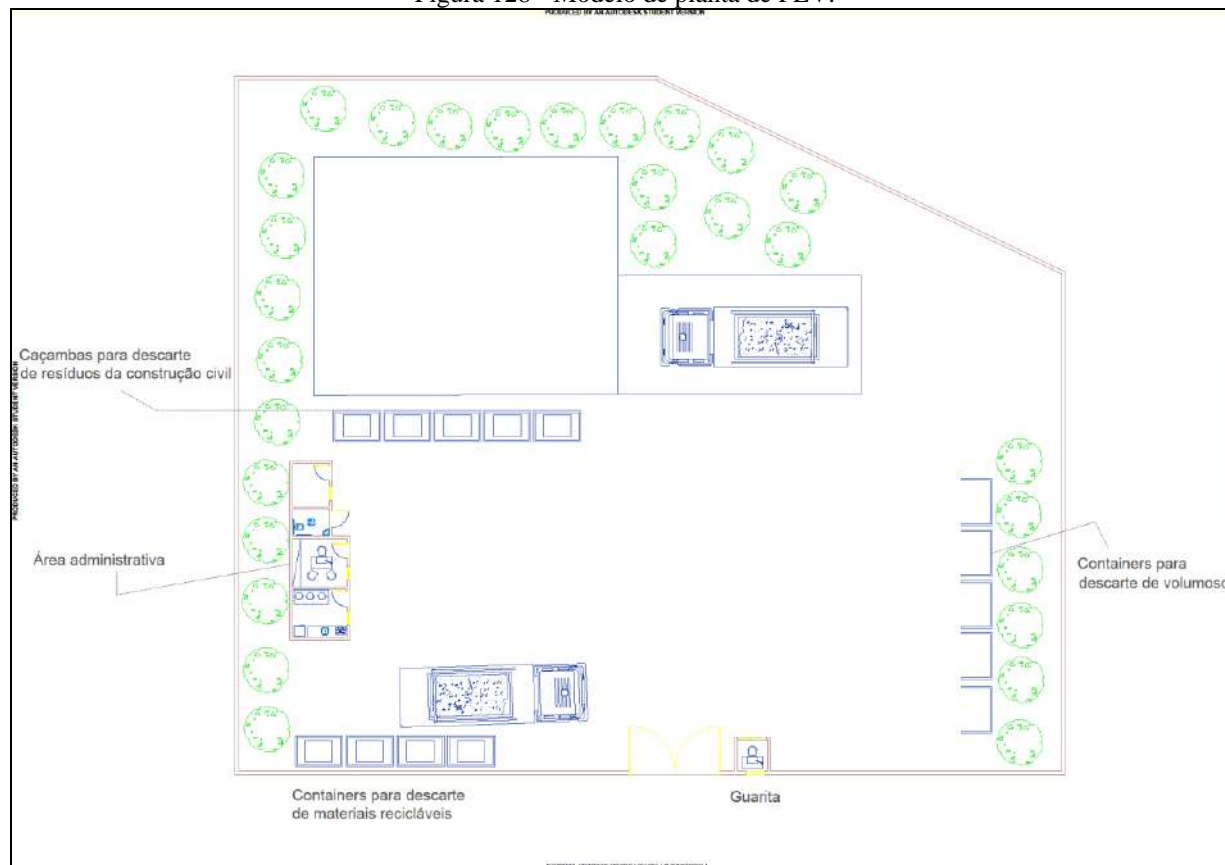 Figura 128 - Modelo de planta de PEV.
PRODUCED BY AN AUTODESK STUDENT VERSION
Caçambas para descarte
de resíduos da construção civil
PRODUCED BY AN AUTODESK STUDENT VERSION
Área administrativa
Containers para
descarte de volumoso
Containers para descarte
de materiais recicláveis
Guarita